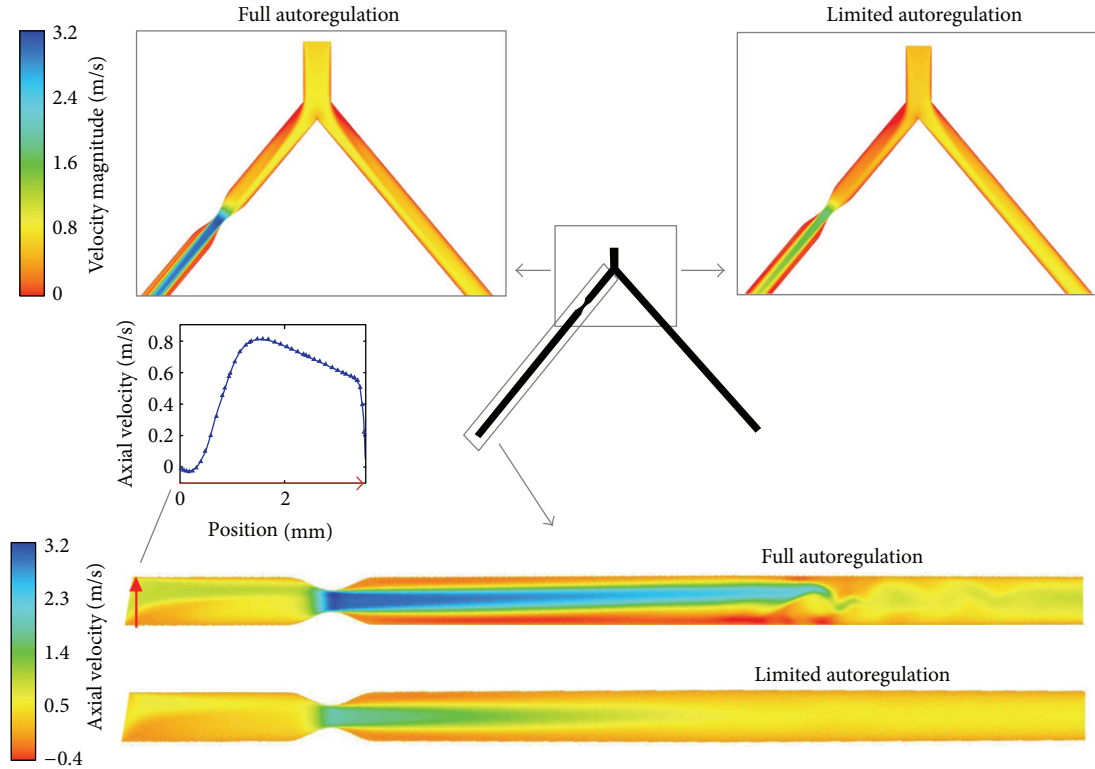 Full autoregulation
Limited autoregulation
3.2
2.4
1.6
0.8
0
Velocity magnitude (m/s)
0.8
0.6
0.4
0.2
0
Axial velocity (m/s)
0
2
Position (mm)
3.2
2.3
1.4
0.5
−0.4
Axial velocity (m/s)
Full autoregulation
Limited autoregulation